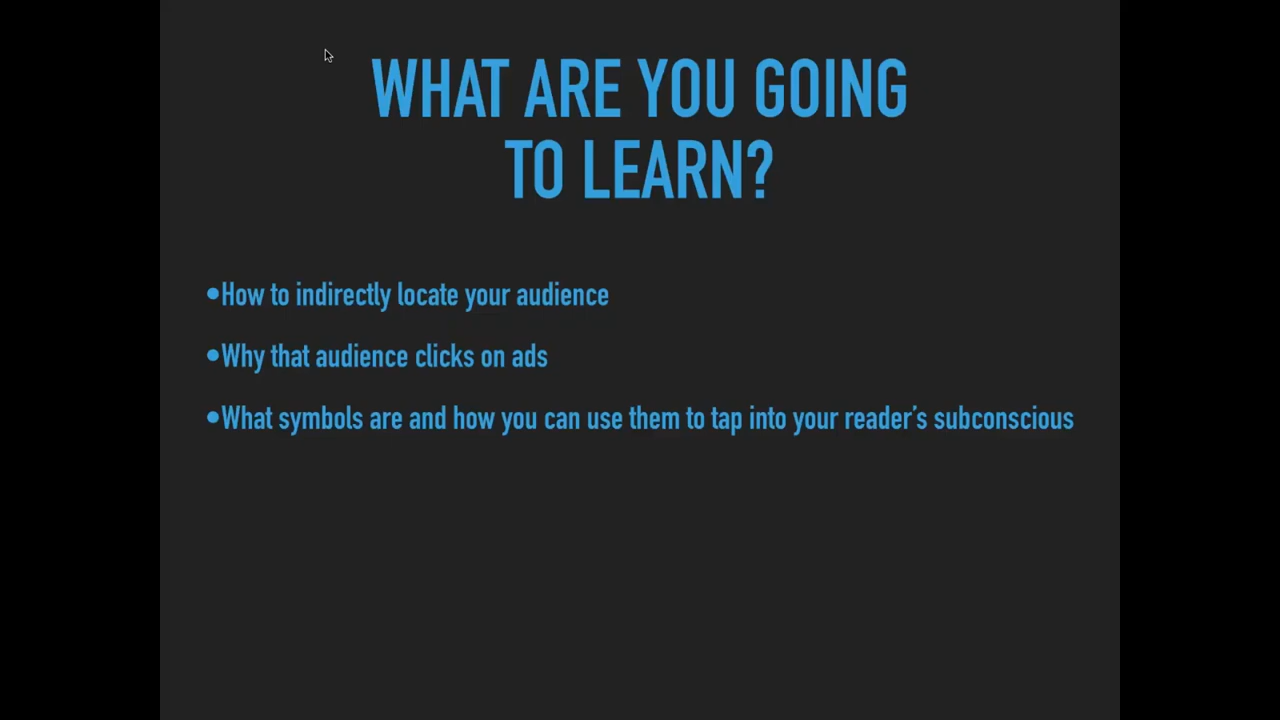 WHAT ARE YOU GOING
TO LEARN?
•How to indirectly locate your audience
•Why that audience clicks on ads
•What symbols are and how you can use them to tap into your reader’s subconscious